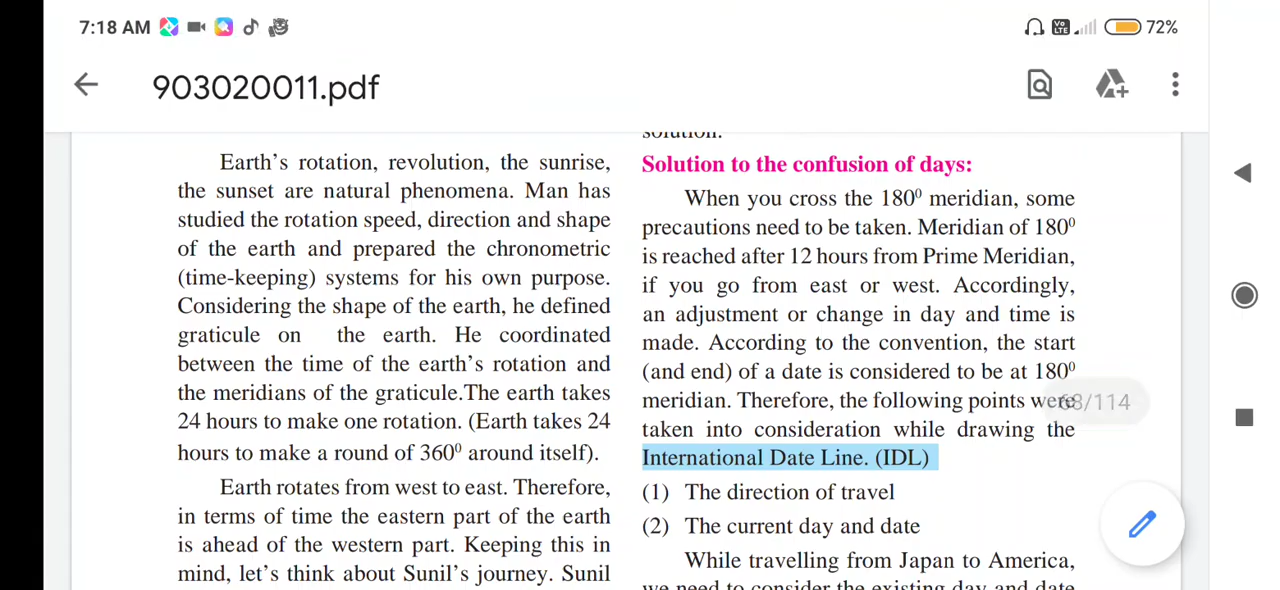 7:18 AM
72%
903020011.pdf
Earth's rotation, revolution, the sunrise,
the sunset are natural phenomena. Man has
studied the rotation speed, direction and shape
of the earth and prepared the chronometric
(time-keeping) systems for his own purpose.
Considering the shape of the earth, he defined
graticule on the earth. He coordinated
between the time of the earth's rotation and
the meridians of the graticule.The earth takes
24 hours to make one rotation. (Earth takes 24
hours to make a round of 360⁰ around itself).
Earth rotates from west to east. Therefore,
in terms of time the eastern part of the earth
is ahead of the western part. Keeping this in
mind, let's think about Sunil's journey. Sunil
solution.
Solution to the confusion of days:
When you cross the 180⁰ meridian, some
precautions need to be taken. Meridian of 180⁰
is reached after 12 hours from Prime Meridian,
if you go from east or west. Accordingly,
an adjustment or change in day and time is
made. According to the convention, the start
(and end) of a date is considered to be at 180⁰
meridian. Therefore, the following points were
68/114
taken into consideration while drawing the
International Date Line. (IDL)
(1) The direction of travel
(2) The current day and date
While travelling from Japan to America,
we need to consider the existing day and date